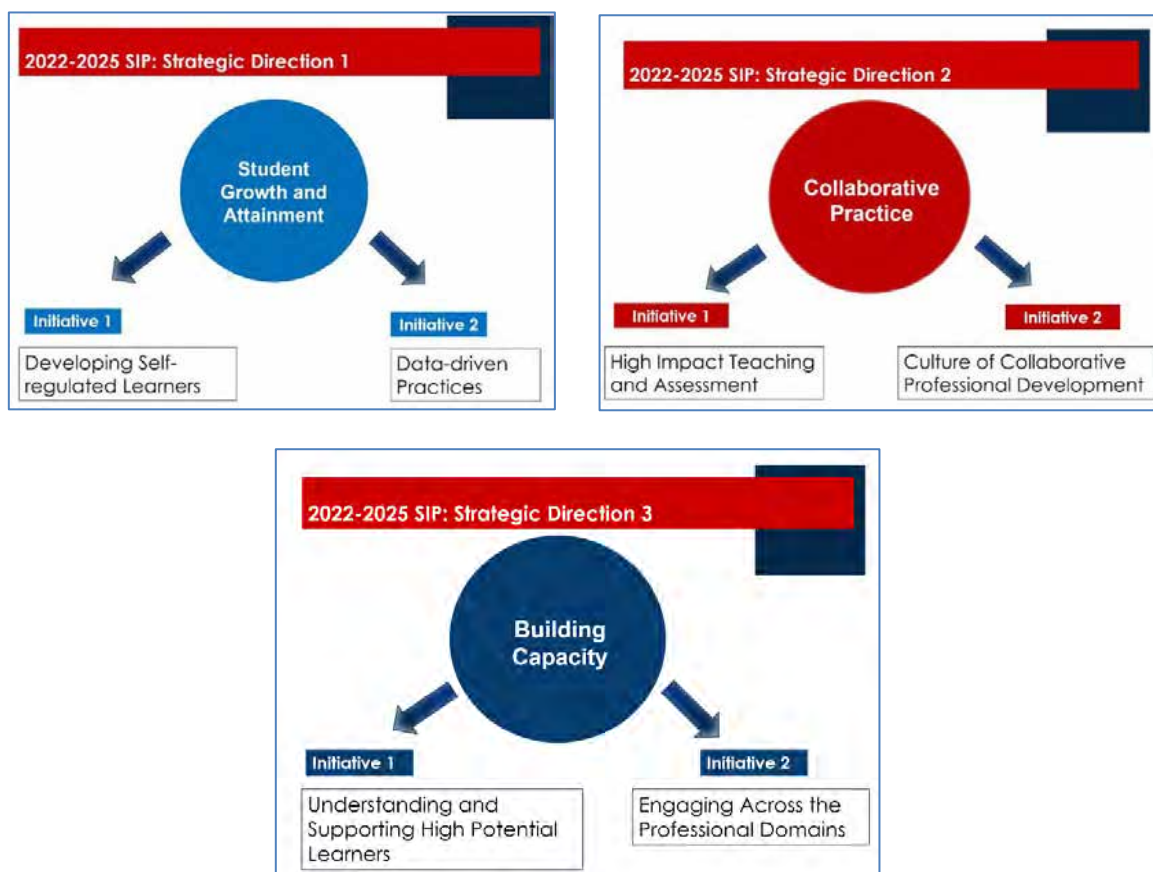 2022-2025 SIP: Strategic Direction 1
Student
Growth and
Attainment
Initiative 1
Developing Self-
regulated Learners
Initiative 2
Data-driven
Practices
2022-2025 SIP: Strategic Direction 2
Collaborative
Practice
Initiative 1
High Impact Teaching
and Assessment
Initiative 2
Culture of Collaborative
Professional Development
2022-2025 SIP: Strategic Direction 3
Building
Capacity
Initiative 1
Understanding and
Supporting High Potential
Learners
Initiative 2
Engaging Across the
Professional Domains